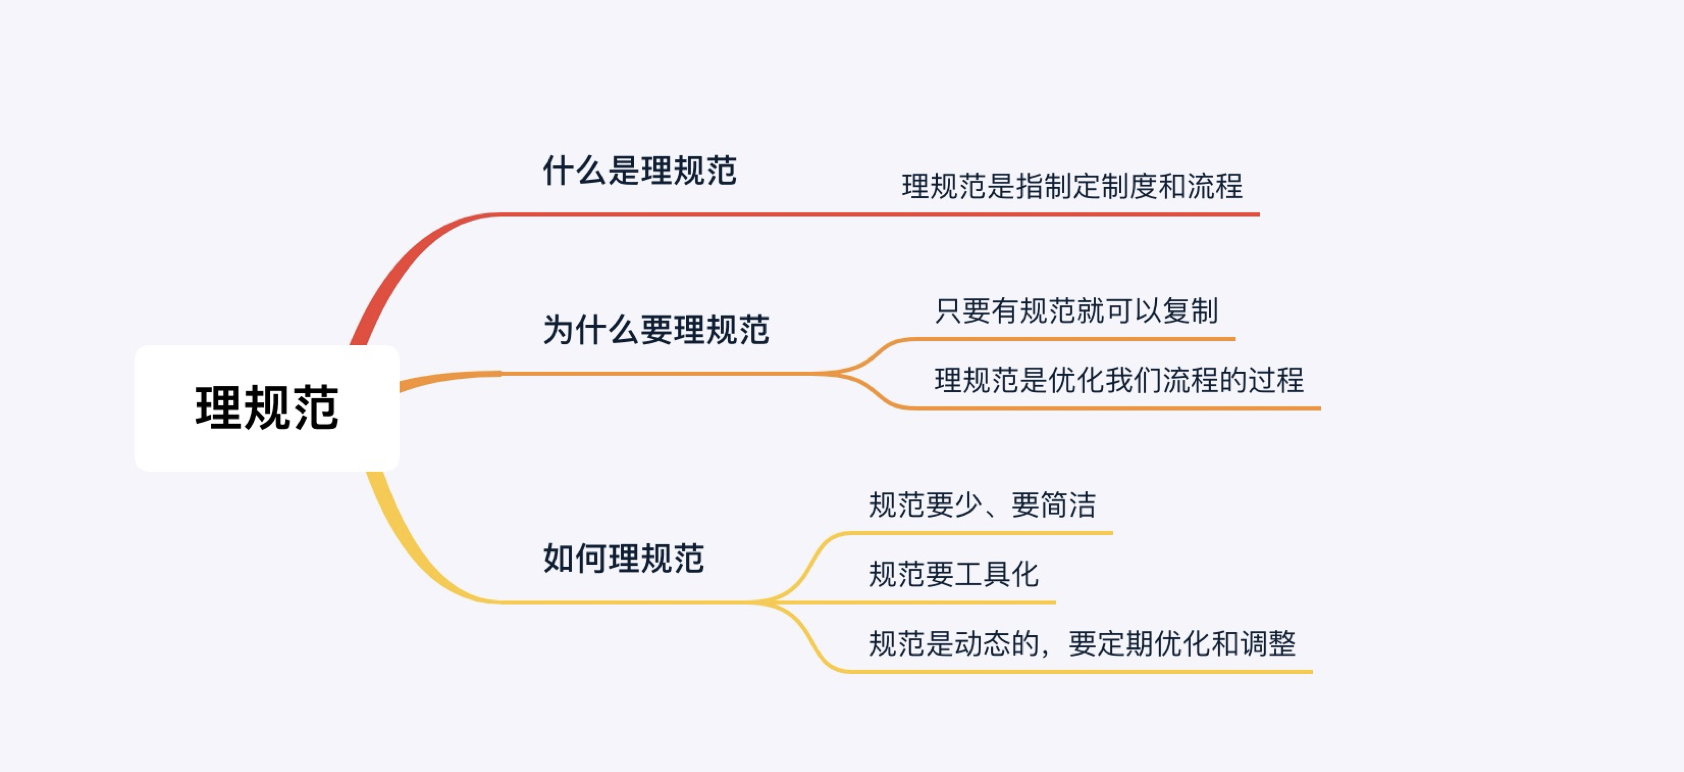 理规范
什么是理规范
理规范是指制定制度和流程
为什么要理规范
只要有规范就可以复制
理规范是优化我们流程的过程
如何理规范
规范要少、要简洁
规范要工具化
规范是动态的，要定期优化和调整